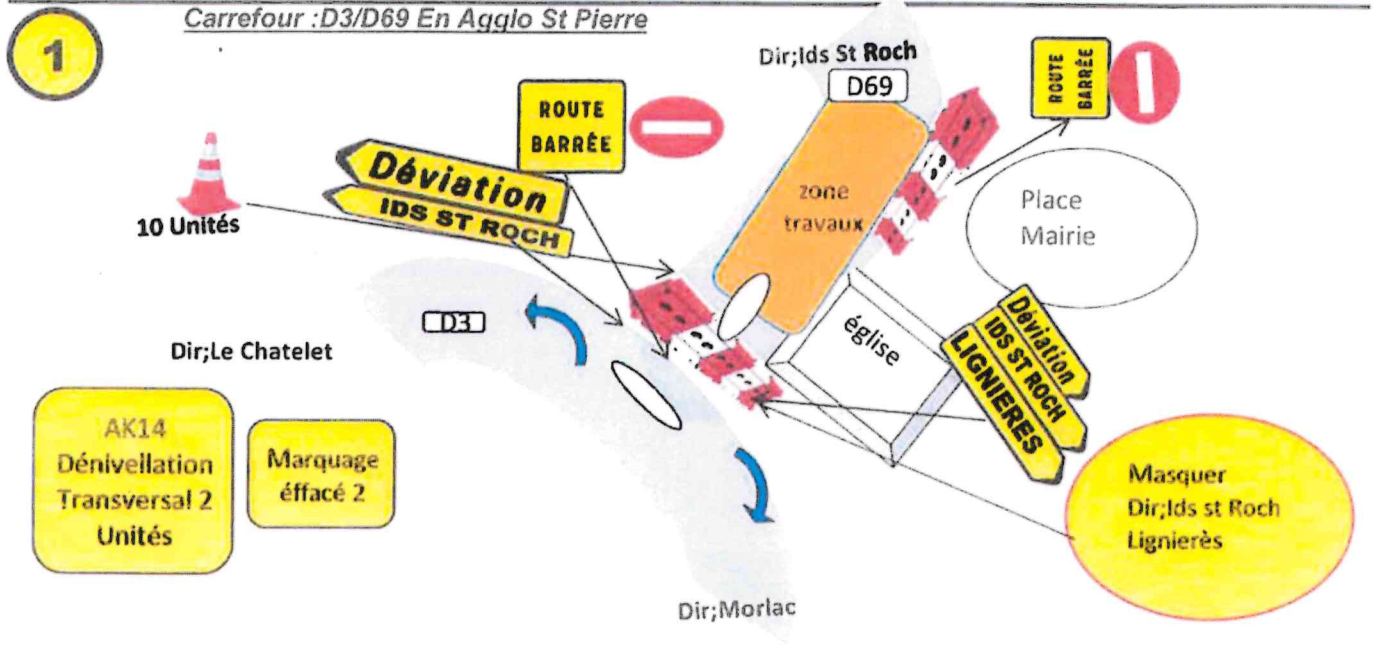 Carrefour :D3/D69 En Agglo St Pierre
1
Dir;Ids St Roch
D69
ROUTE
BARRÉE
ROUTE
BARRÉE
Déviation
IDS ST ROCH
10 Unités
zone
travaux
Place
Mairie
D3
Dir;Le Chatelet
église
Déviation
IDS ST ROCH
LIGNIERES
AK14
Dénivellation
Transversal 2
Unités
Marquage
éffacé 2
Masquer
Dir;Ids st Roch
Lignierès
Dir;Morlac